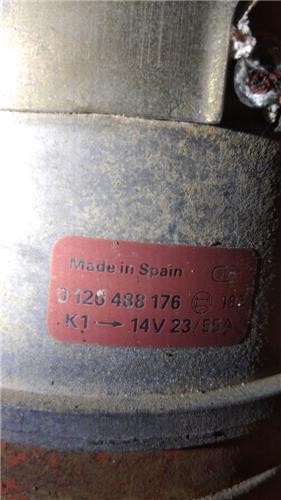 Made in Spain
0 120 488 176
K1 → 14V 23/55A